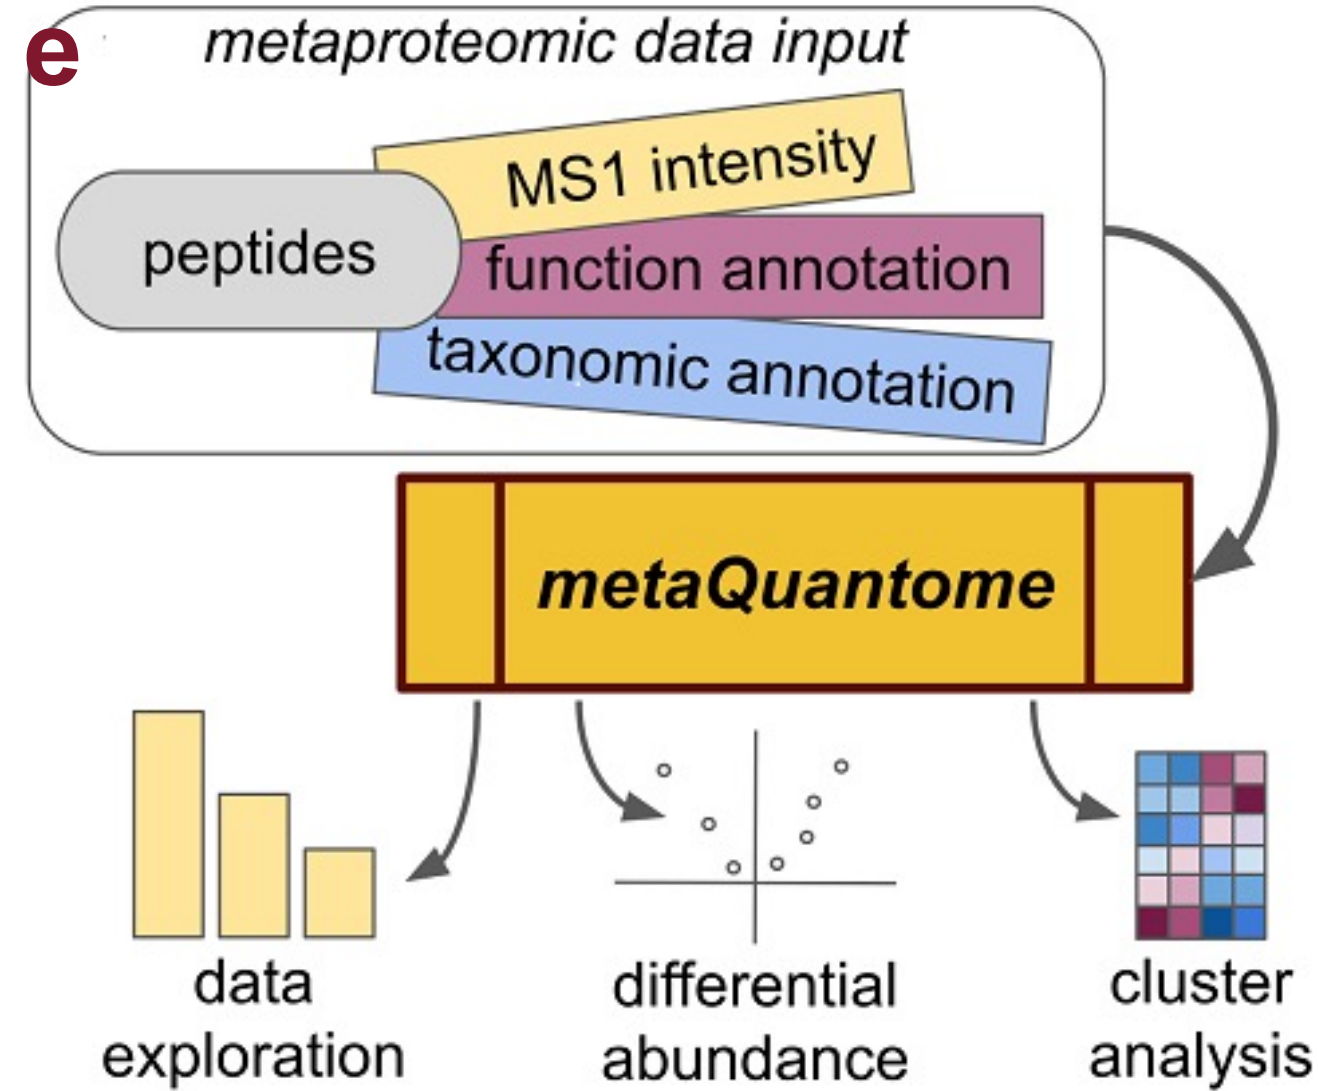 e
metaproteomic data input
MS1 intensity
peptides
function annotation
taxonomic annotation
metaQuantome
data
exploration
differential
abundance
cluster
analysis